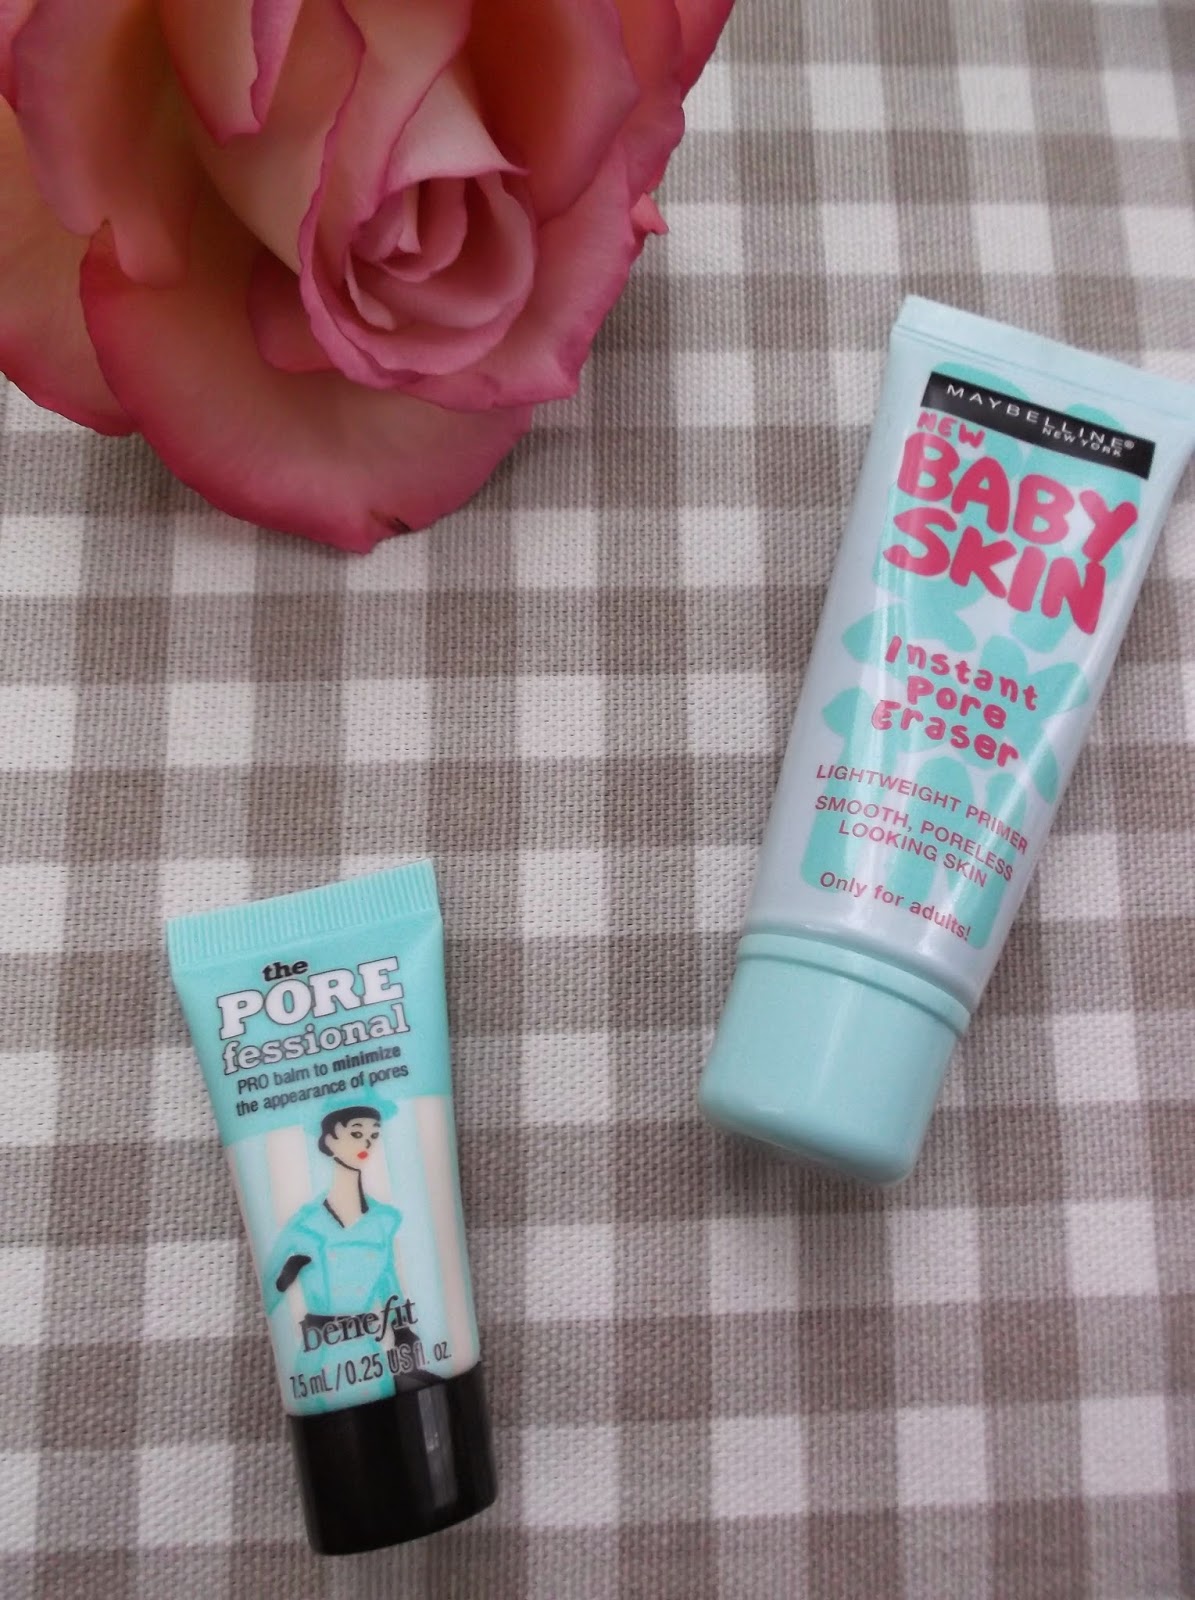 MAYBELLINE®
NEW YORK
NEW
BABY
SKIN
Instant
Pore
Eraser
LIGHTWEIGHT PRIMER
SMOOTH, PORELESS
LOOKING SKIN
Only for adults!
the
PORE
fessional
PRO balm to minimize
the appearance of pores
benefit
7.5 mL / 0.25 US fl. oz.